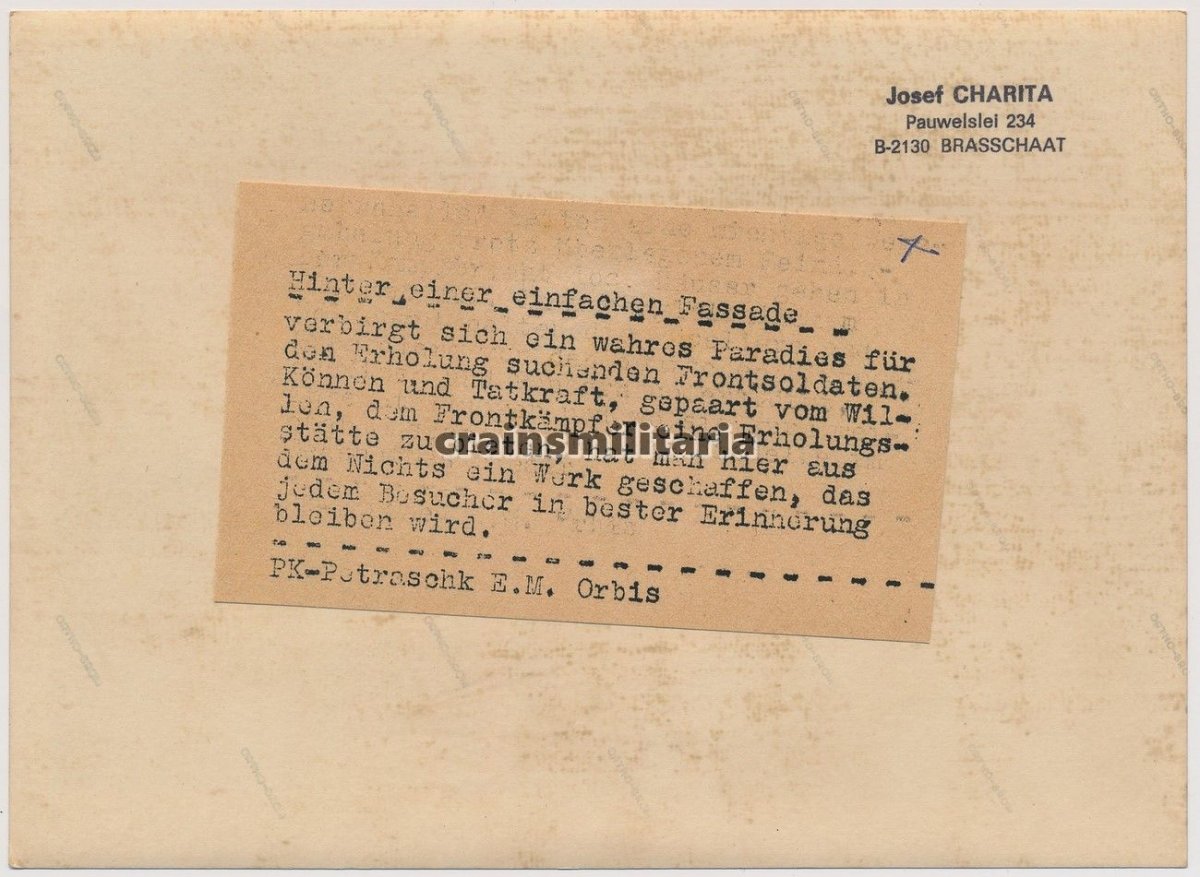 Josef CHARITA
Pauwelslei 234
B-2130 BRASSCHAAT
Hinter einer einfachen Fassade
verbirgt sich ein wahres Paradies für
den Erholung suchenden Frontsoldaten.
Können und Tatkraft, gepaart vom Wil-
len, dem Frontkämpfer eine Erholungs-
crainsmilitaria
stätte zu bieten, hat man hier aus
dem Nichts ein Werk geschaffen, das
jedem Besucher in bester Erinnerung
bleiben wird.
PK-Petraschk E.M. Orbis